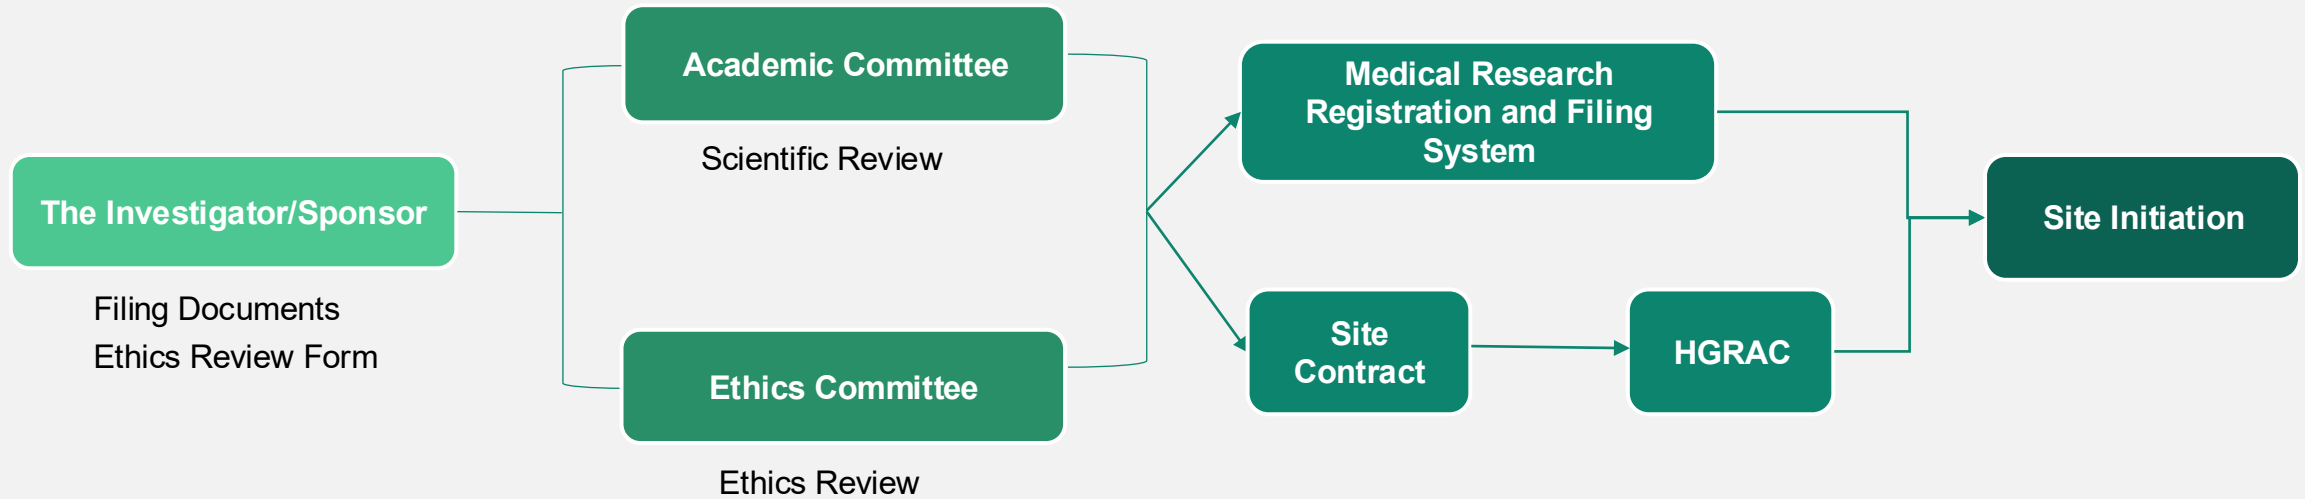 The Investigator/Sponsor
Filing Documents
Ethics Review Form
Academic Committee
Scientific Review
Ethics Committee
Ethics Review
Medical Research
Registration and Filing
System
Site
Contract
HGRAC
Site Initiation